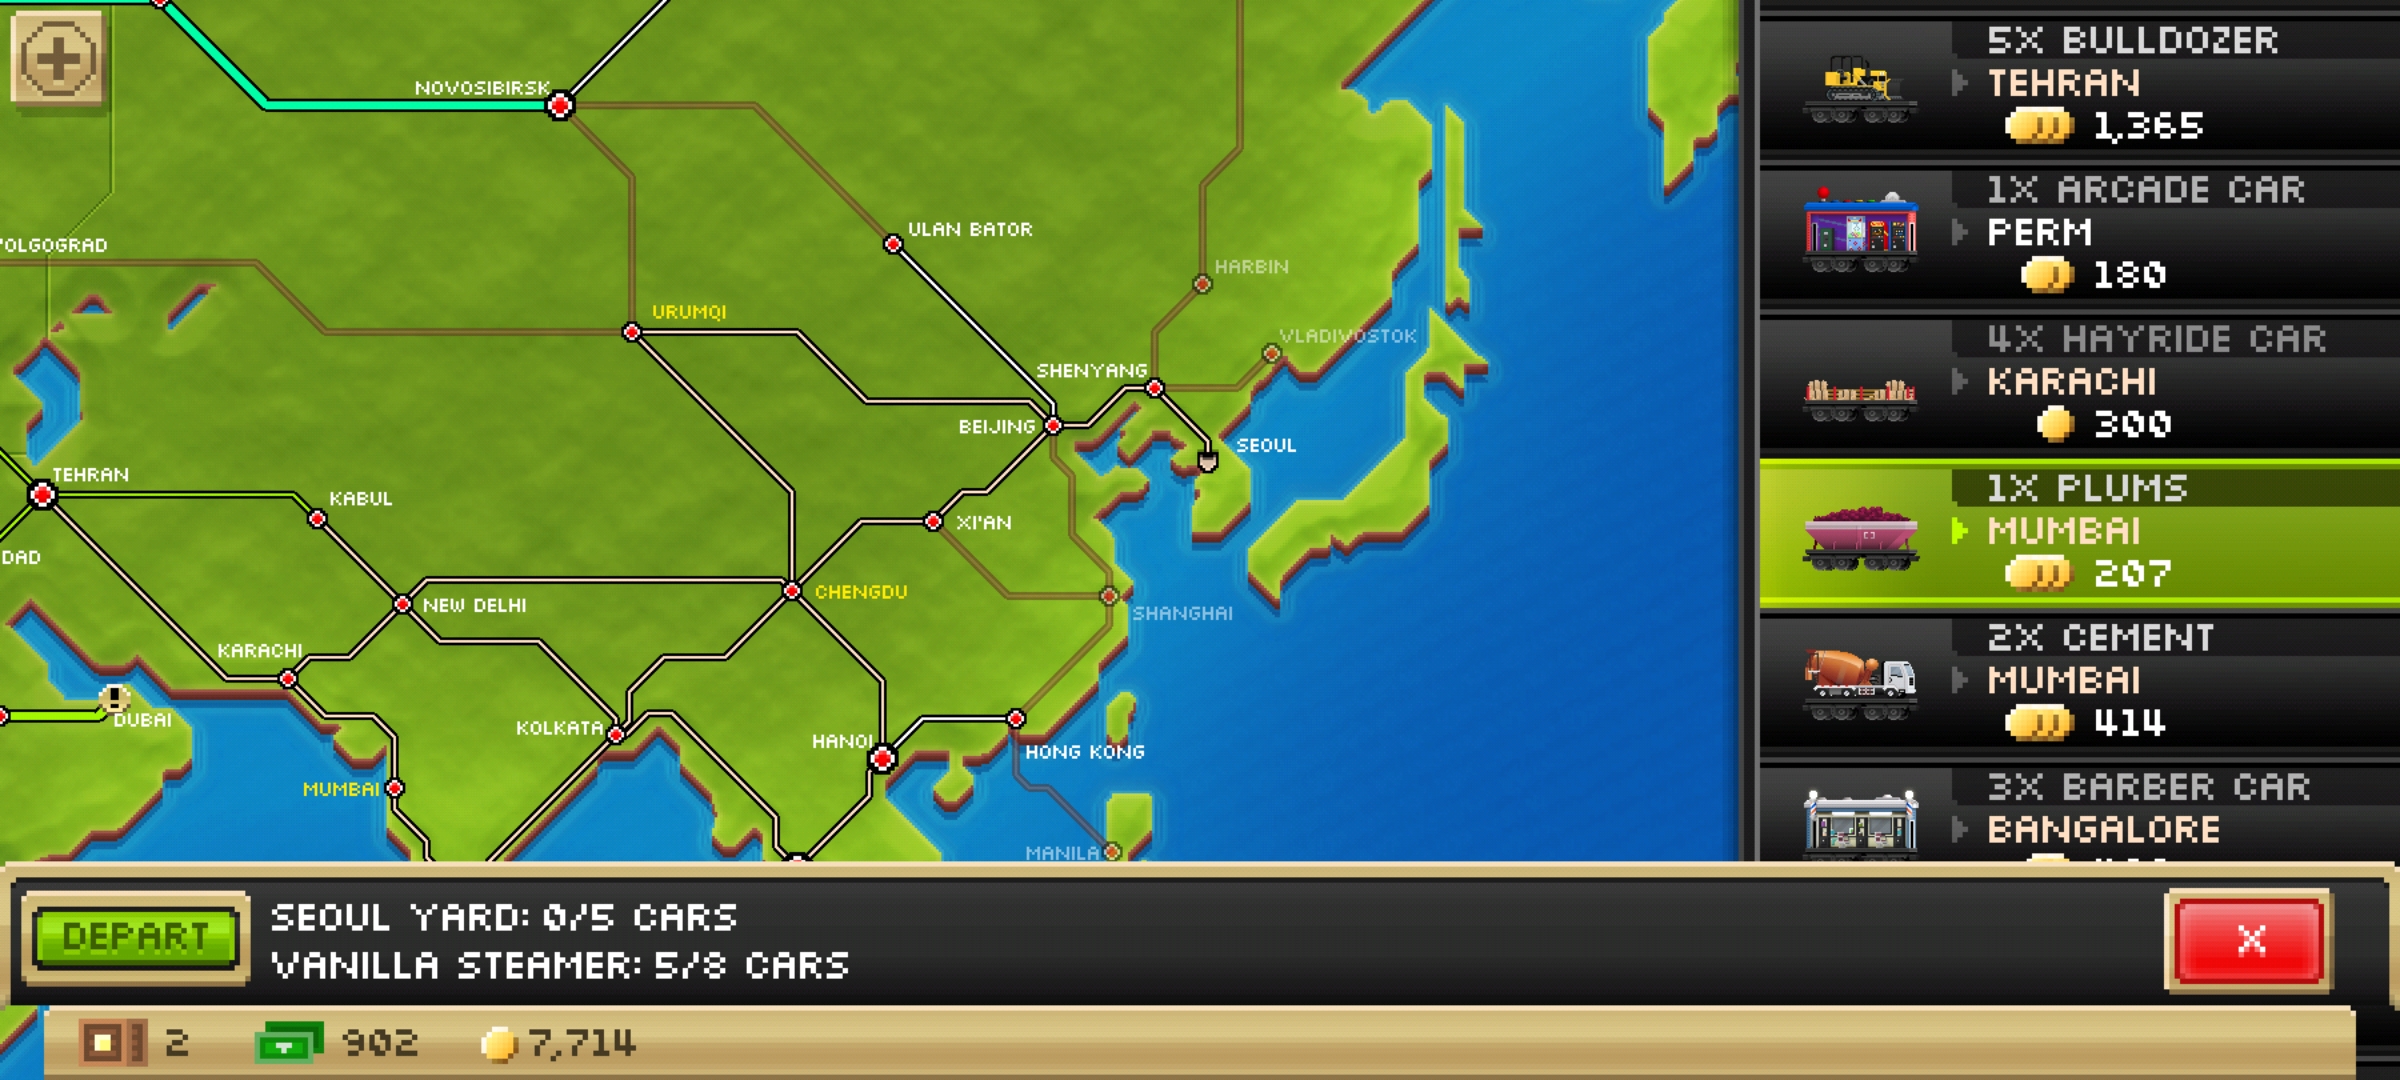 NOVOSIBIRSK
ULAN BATOR
OLGOGRAD
HARBIN
URUMQI
VLADIVOSTOK
SHENYANG
BEIJING
SEOUL
TEHRAN
KABUL
XI'AN
DAD
CHENGDU
NEW DELHI
SHANGHAI
KARACHI
DUBAI
KOLKATA
HANOI
HONG KONG
MUMBAI
MANILA
5X BULLDOZER
TEHRAN
1,365
1X ARCADE CAR
PERM
180
4X HAYRIDE CAR
KARACHI
300
1X PLUMS
MUMBAI
207
2X CEMENT
MUMBAI
414
3X BARBER CAR
BANGALORE
DEPART
SEOUL YARD: 0/5 CARS
VANILLA STEAMER: 5/8 CARS
X
2
902
7,714